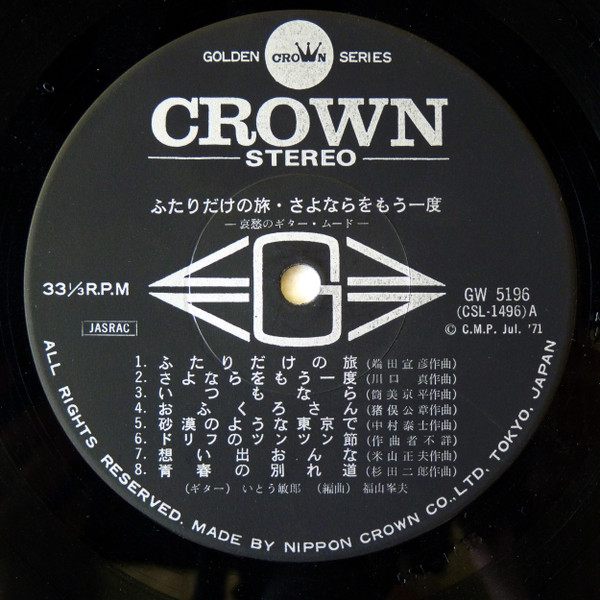 GOLDEN CROWN SERIES
CROWN
STEREO
ふたりだけの旅・さよならをもう一度
—哀愁のギター・ムード—
G
33⅓R.P.M
GW 5196
(CSL-1496)A
JASRAC
© C.M.P. Jul. '71
1. ふたりだけの旅 (端田宣彦作曲)
2. さよならをもう一度 (川口真作曲)
3. いつもなら (筒美京平作曲)
4. おふくろさん (猪俣公章作曲)
5. 砂漠のような東京で (中村泰士作曲)
6. ドリフのツンツン節 (作曲者不詳)
7. 想い出おんな (米山正夫作曲)
8. 青春の別れ道 (杉田二郎作曲)
(ギター) いとう敏郎 (編曲) 福山峯夫
ALL RIGHTS RESERVED. MADE BY NIPPON CROWN CO., LTD. TOKYO, JAPAN